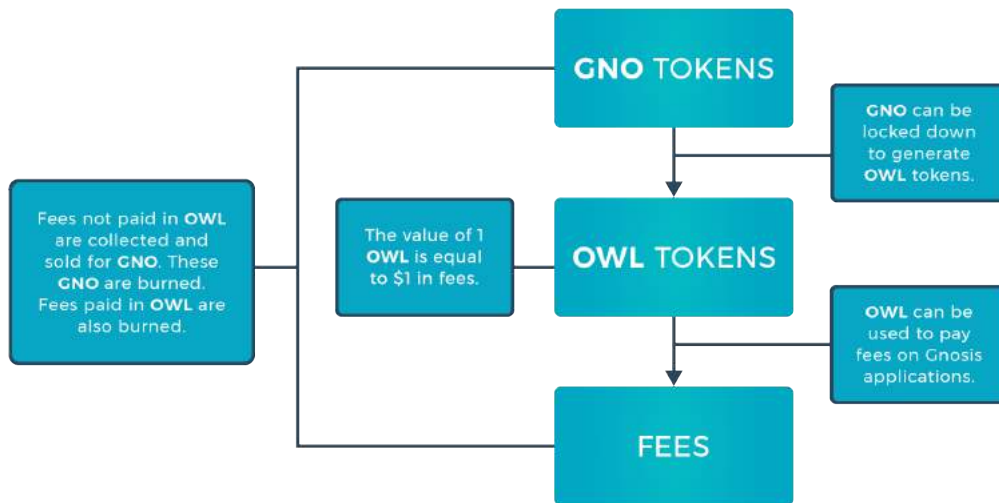 GNO TOKENS
GNO can be
locked down
to generate
OWL tokens.
Fees not paid in OWL
are collected and
sold for GNO. These
GNO are burned.
Fees paid in OWL are
also burned.
The value of 1
OWL is equal
to $1 in fees.
OWL TOKENS
OWL can be
used to pay
fees on Gnosis
applications.
FEES